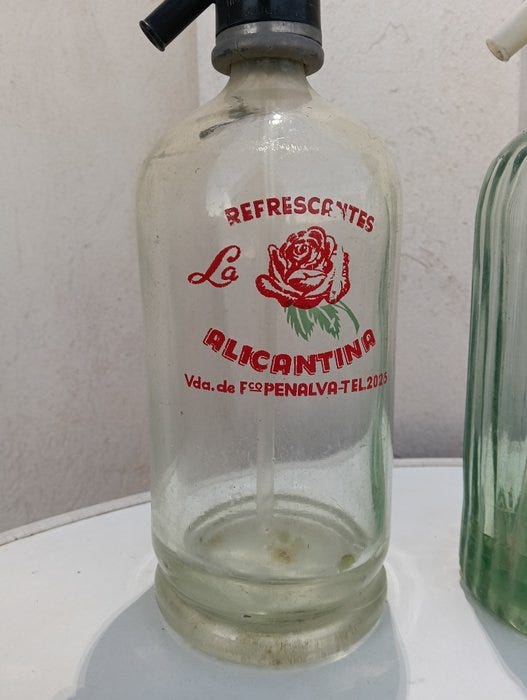 REFRESCANTES
La
ALICANTINA
Vda. de Fco PENALVA-TEL.2025